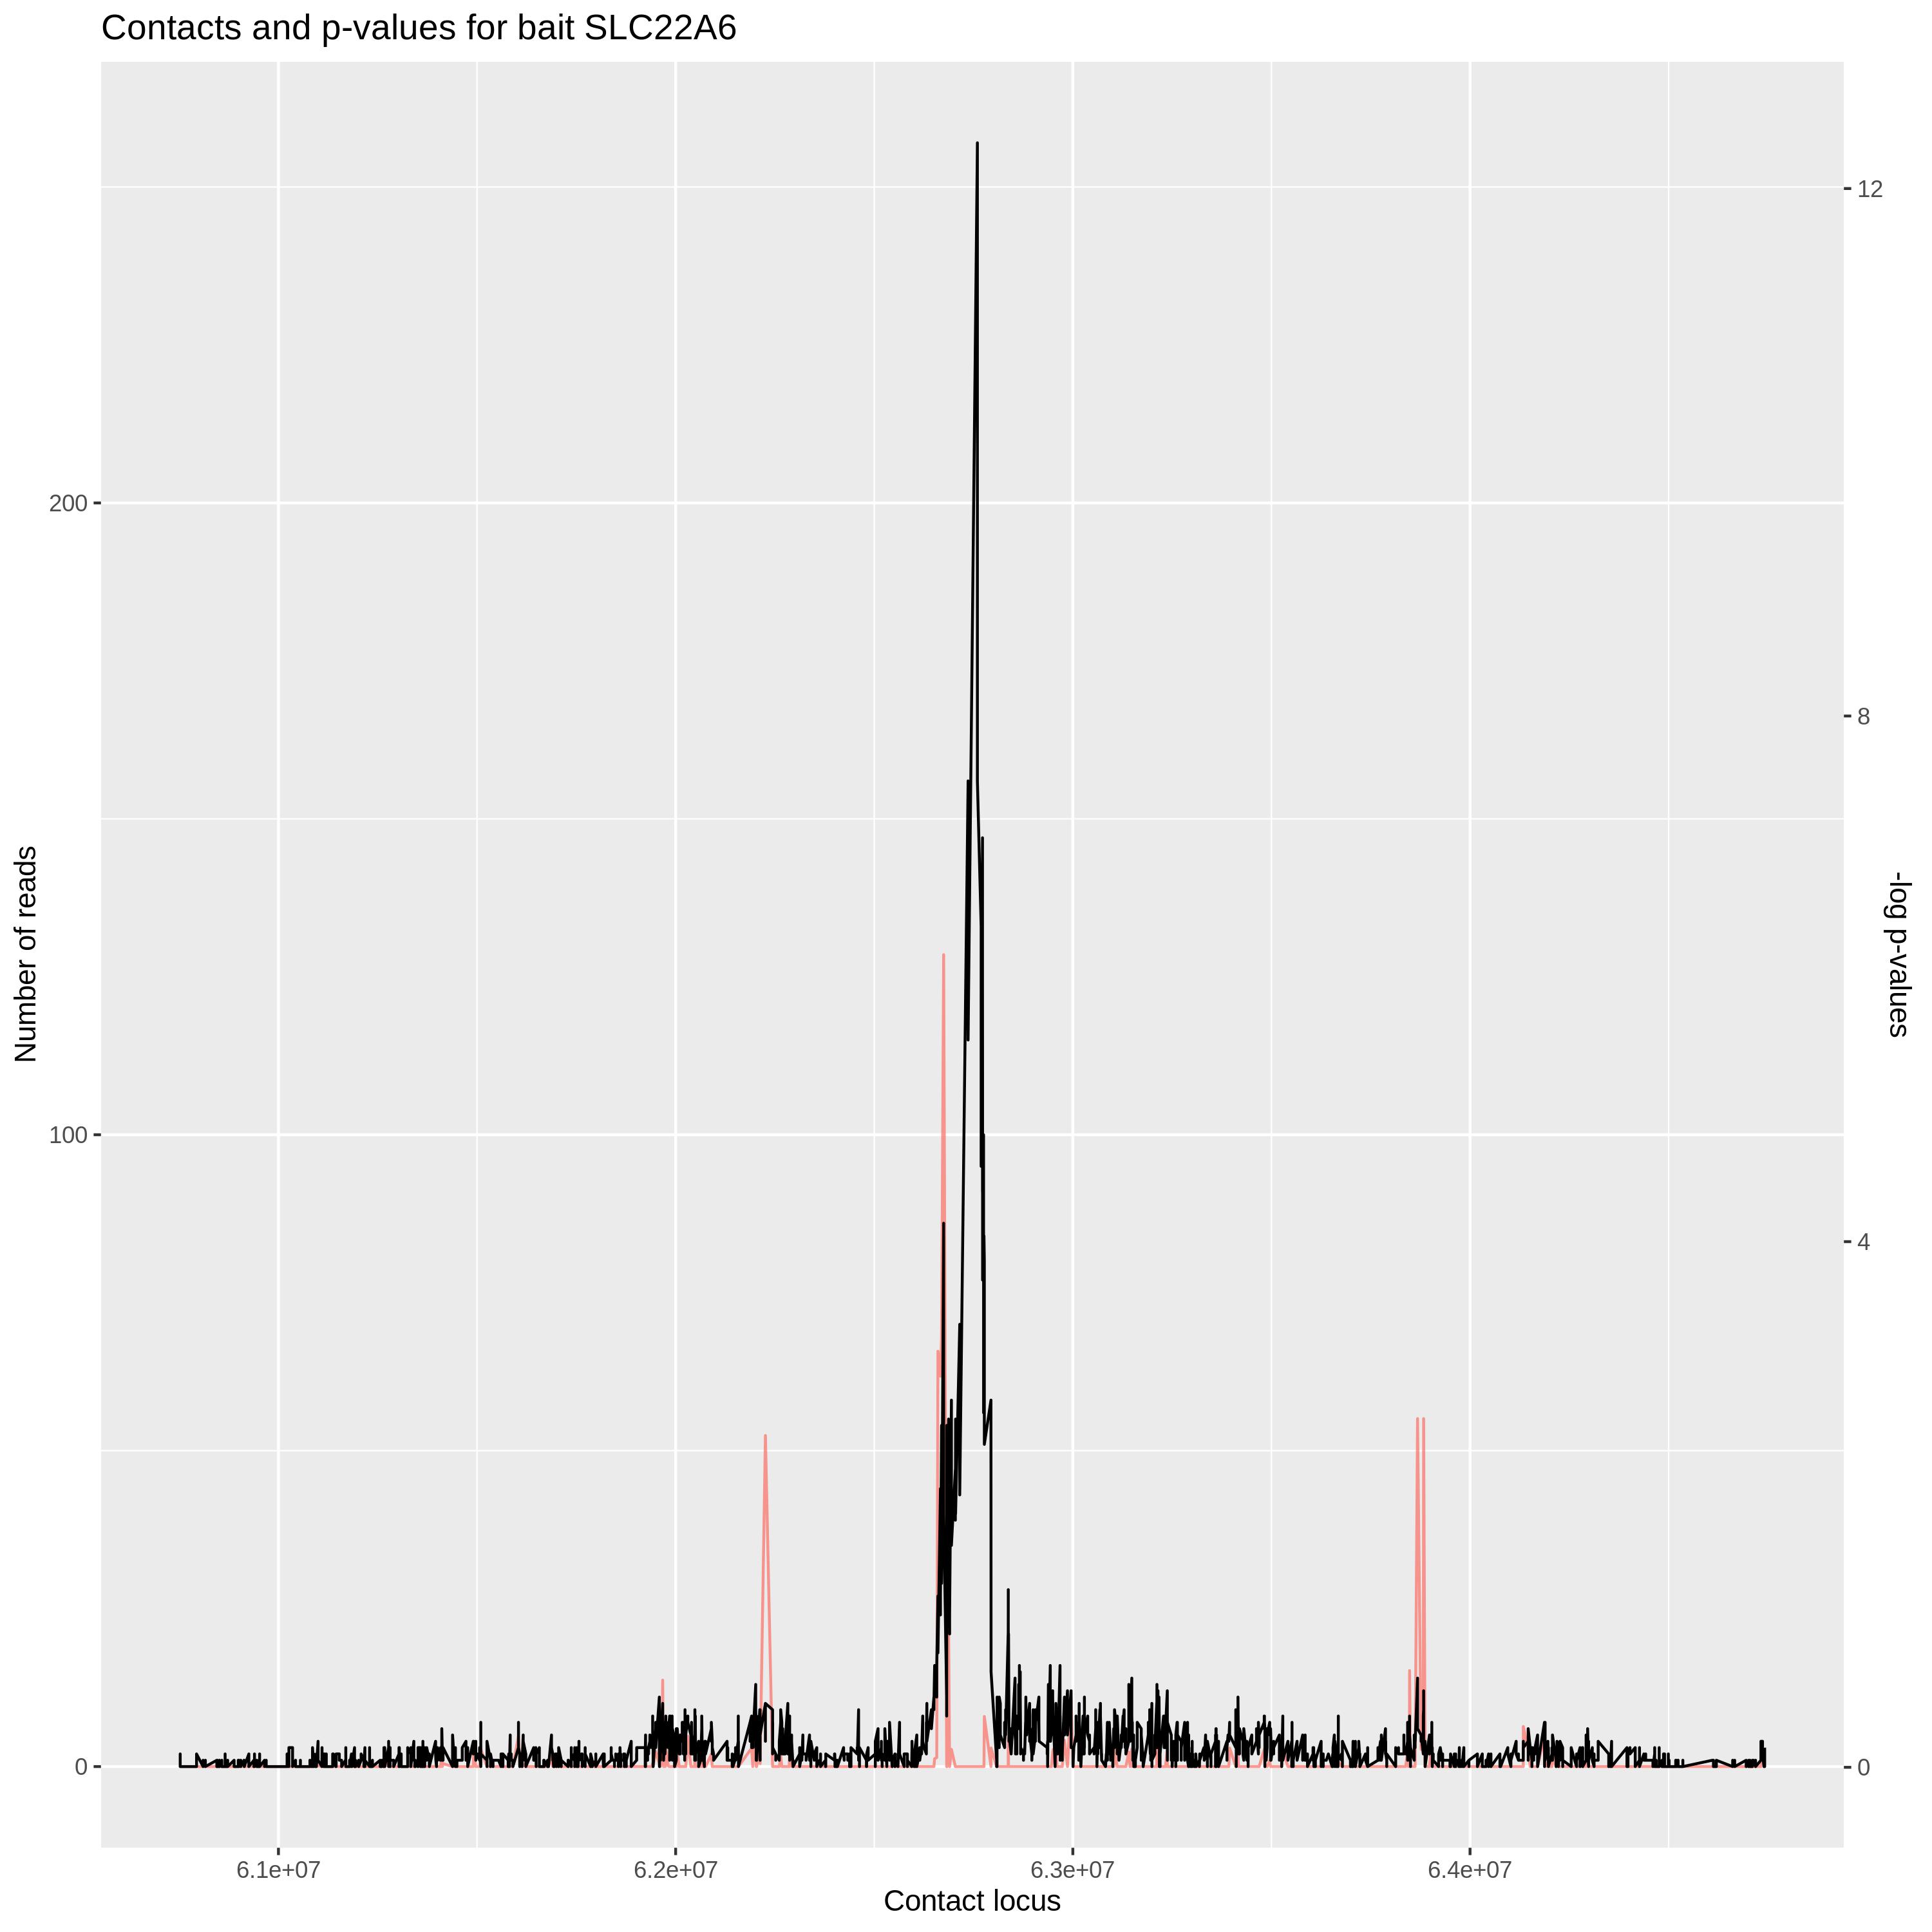 Contacts and p-values for bait SLC22A6
Number of reads
200
100
0
12
8
4
0
-log p-values
6.1e+07
6.2e+07
6.3e+07
6.4e+07
Contact locus